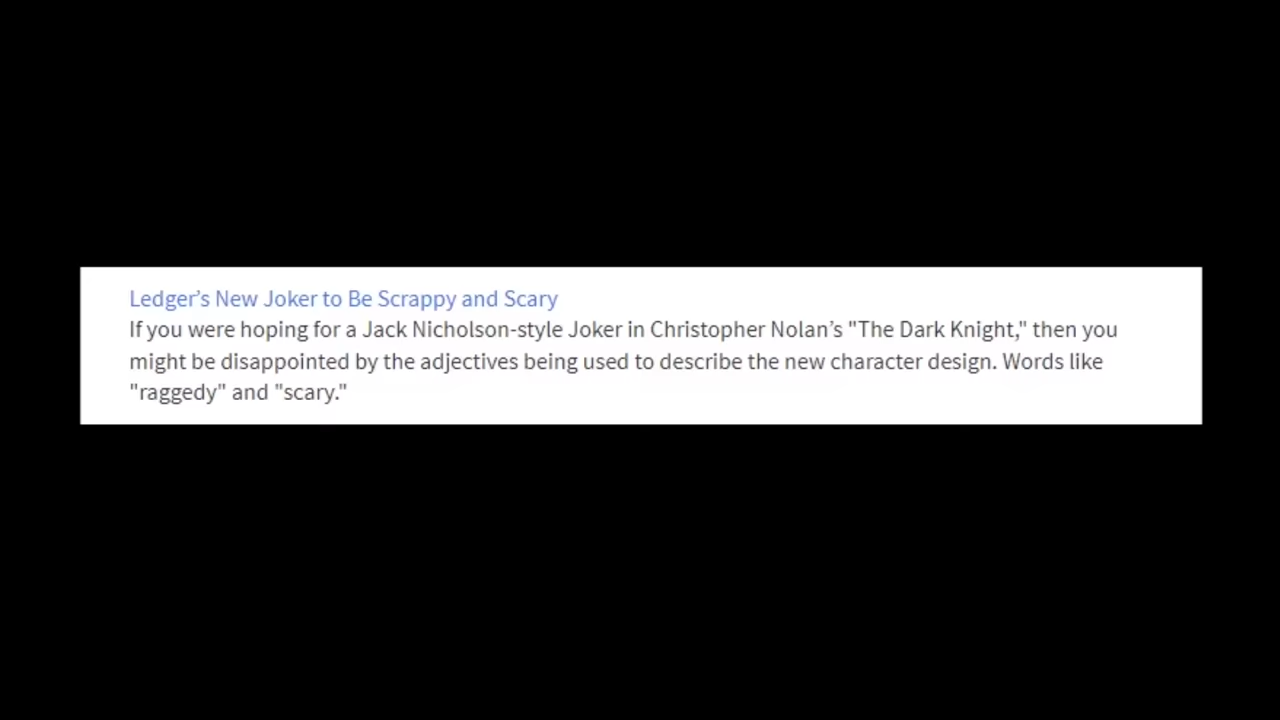 Ledger’s New Joker to Be Scrappy and Scary
If you were hoping for a Jack Nicholson-style Joker in Christopher Nolan’s "The Dark Knight," then you
might be disappointed by the adjectives being used to describe the new character design. Words like
"raggedy" and "scary."